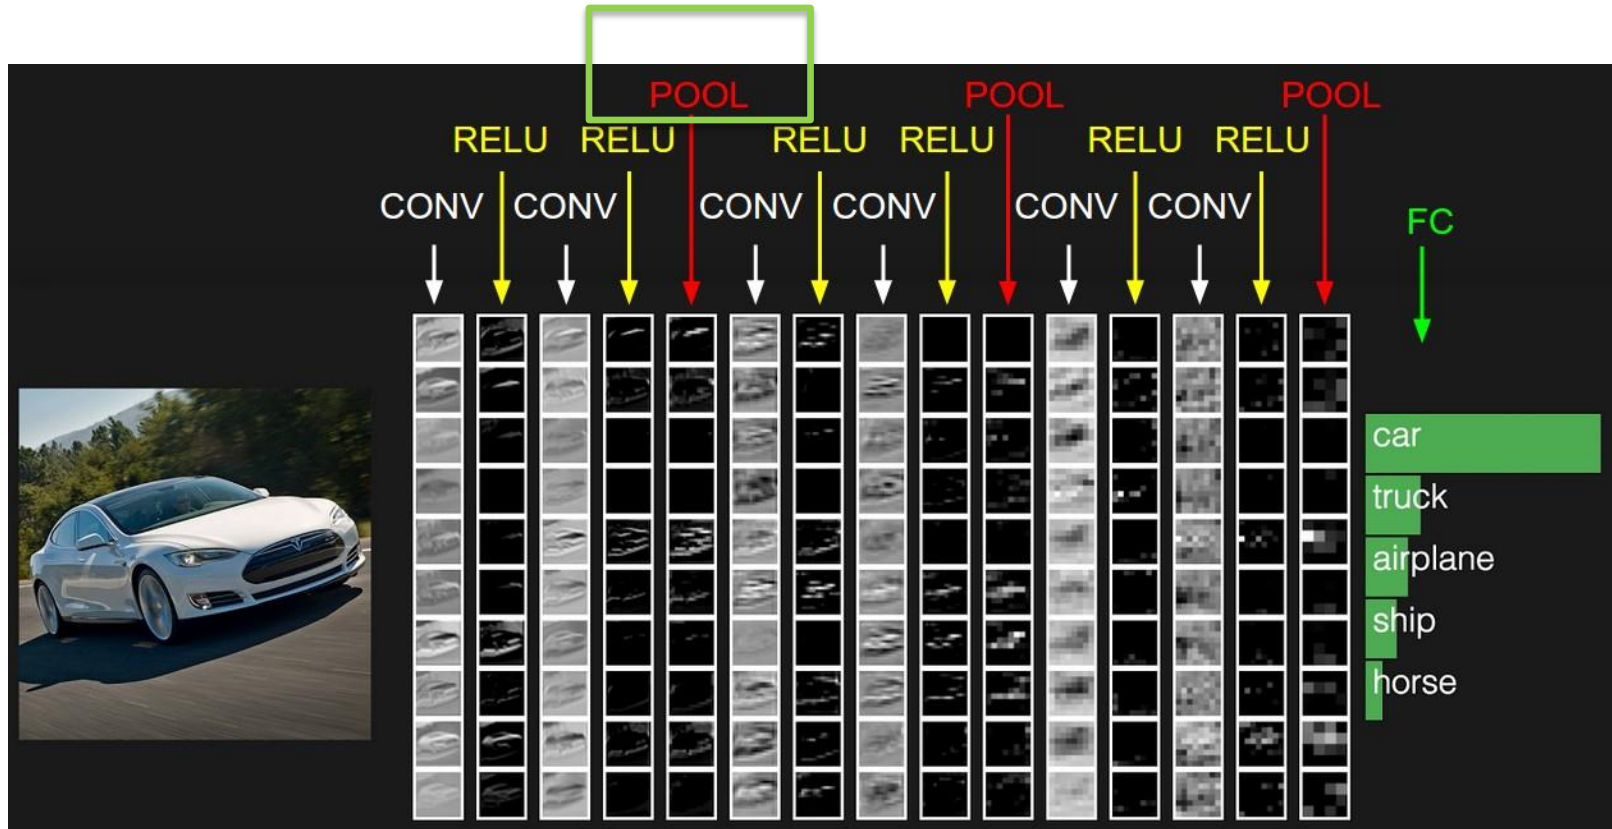 POOL POOL POOL
RELU RELU RELU RELU RELU RELU
CONV CONV CONV CONV CONV CONV
FC
car
truck
airplane
ship
horse